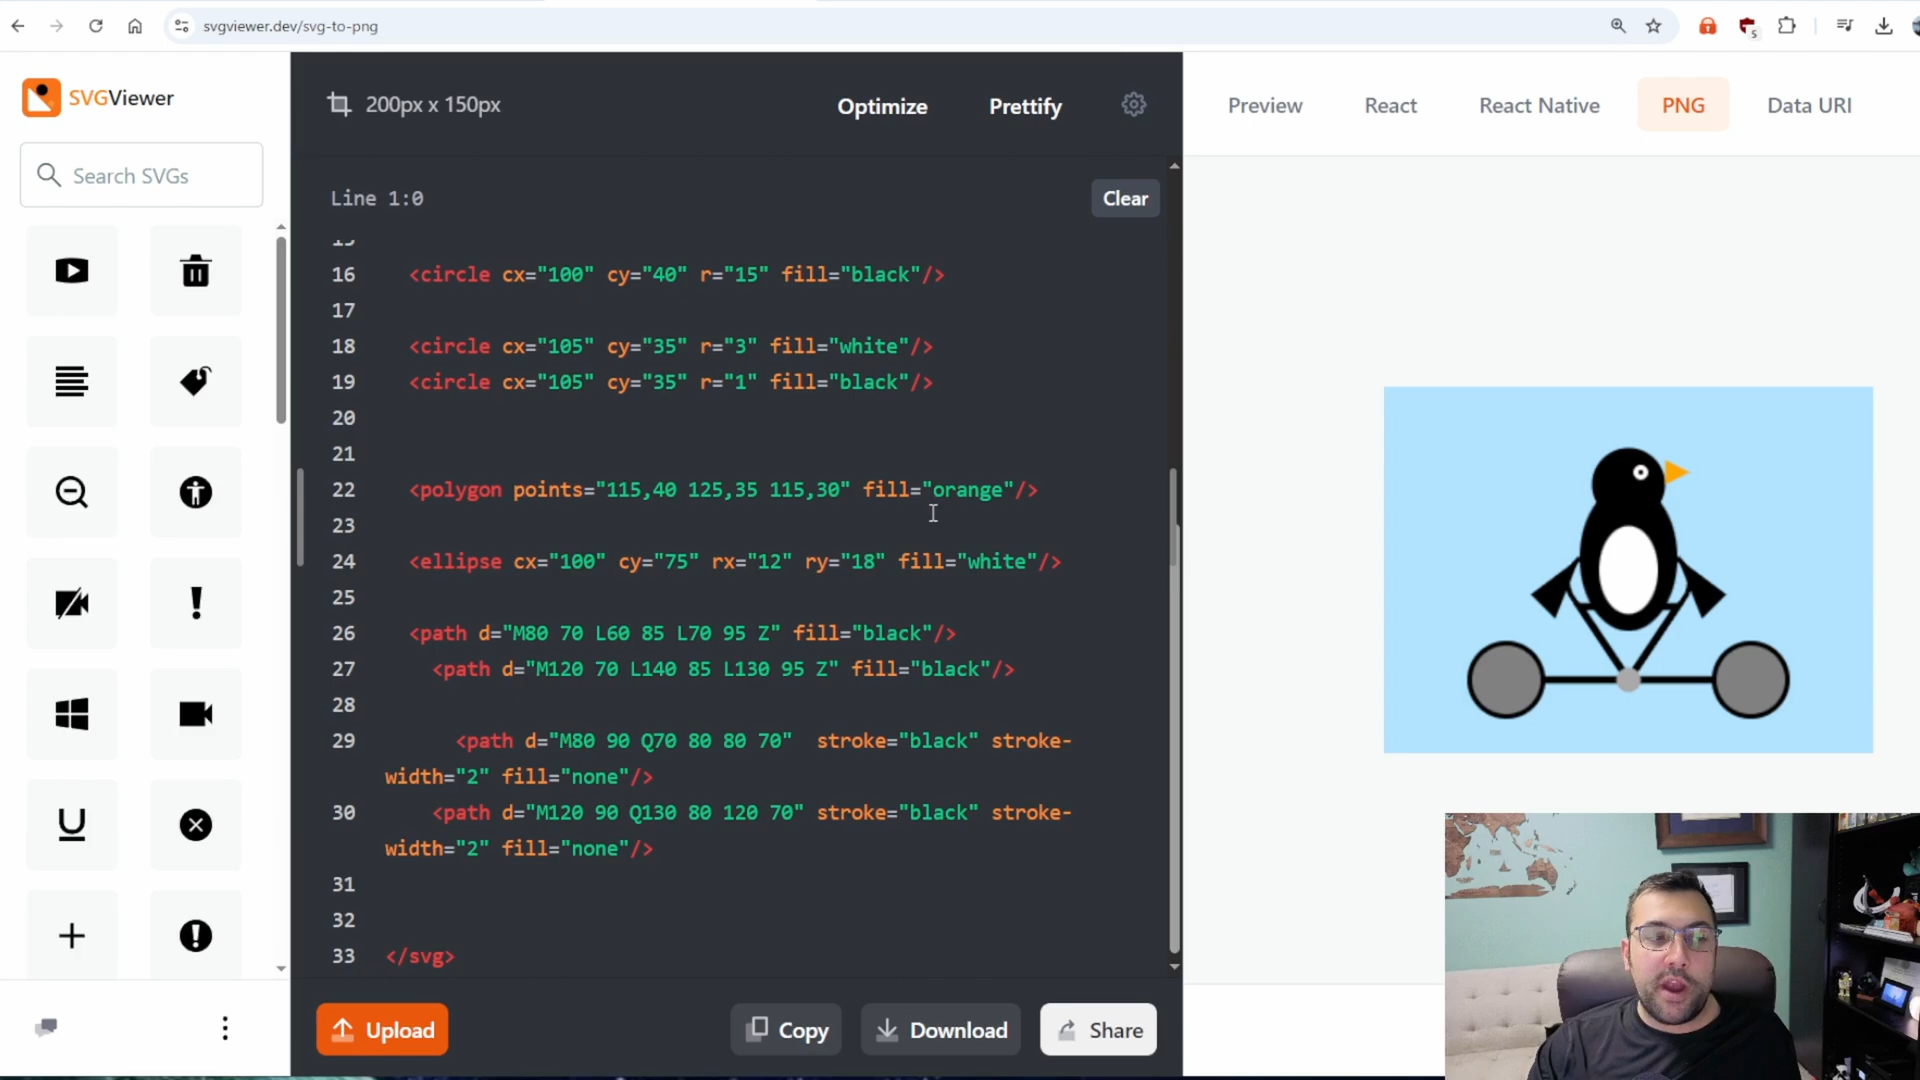 svgviewer.dev/svg-to-png
5
SVGViewer
Search SVGs
200px x 150px
Optimize
Prettify
Line 1:0
Clear
16 <circle cx="100" cy="40" r="15" fill="black"/>
17
18 <circle cx="105" cy="35" r="3" fill="white"/>
19 <circle cx="105" cy="35" r="1" fill="black"/>
20
21
22 <polygon points="115,40 125,35 115,30" fill="orange"/>
23
24 <ellipse cx="100" cy="75" rx="12" ry="18" fill="white"/>
25
26 <path d="M80 70 L60 85 L70 95 Z" fill="black"/>
27 <path d="M120 70 L140 85 L130 95 Z" fill="black"/>
28
29 <path d="M80 90 Q70 80 80 70" stroke="black" stroke-
width="2" fill="none"/>
30 <path d="M120 90 Q130 80 120 70" stroke="black" stroke-
width="2" fill="none"/>
31
32
33 </svg>
Upload
Copy
Download
Share
Preview
React
React Native
PNG
Data URI